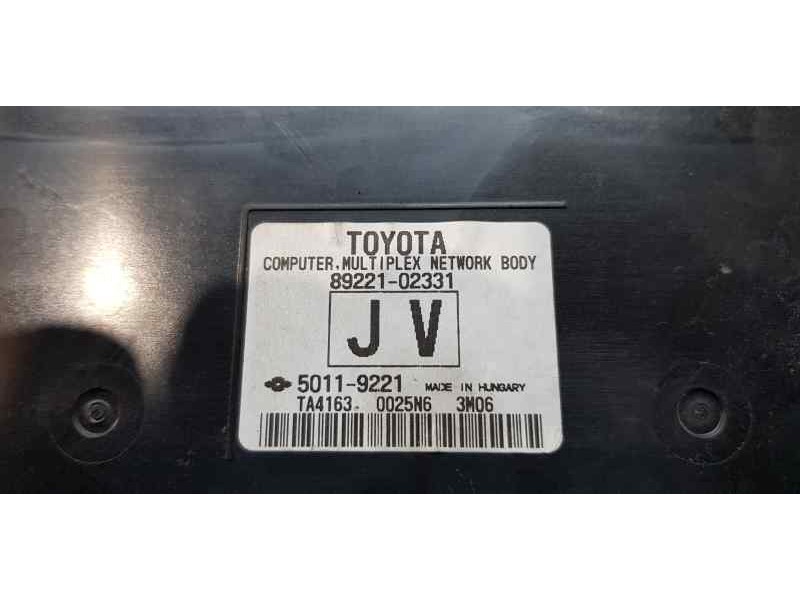 TOYOTA
COMPUTER,MULTIPLEX NETWORK BODY
89221-02331
JV
5011-9221 MADE IN HUNGARY
TA4163 0025N6 3M06